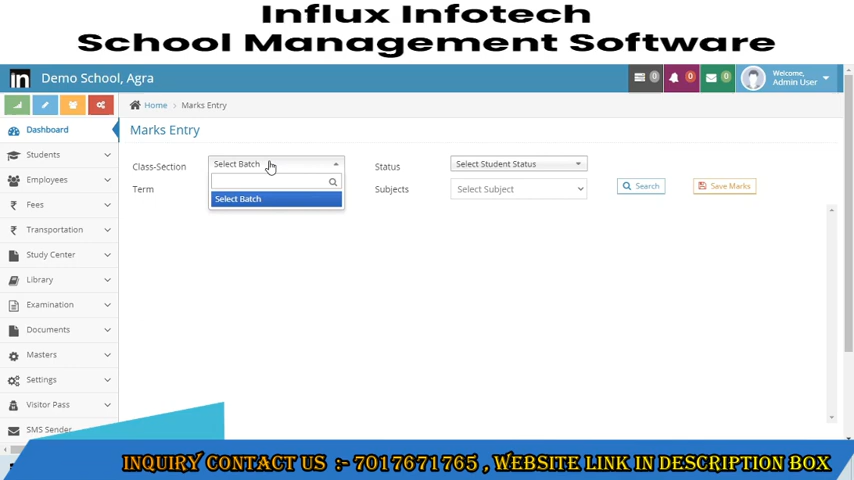 Influx Infotech
School Management Software
in Demo School, Agra
0 0 0 Welcome, Admin User
Home > Marks Entry
Dashboard
Marks Entry
Students
Class-Section Select Batch Status Select Student Status
Employees
Term Select Batch Subjects Select Subject Search Save Marks
Fees
Transportation
Study Center
Library
Examination
Documents
Masters
Settings
Visitor Pass
SMS Sender
INQUIRY CONTACT US :- 7017671765 , WEBSITE LINK IN DESCRIPTION BOX